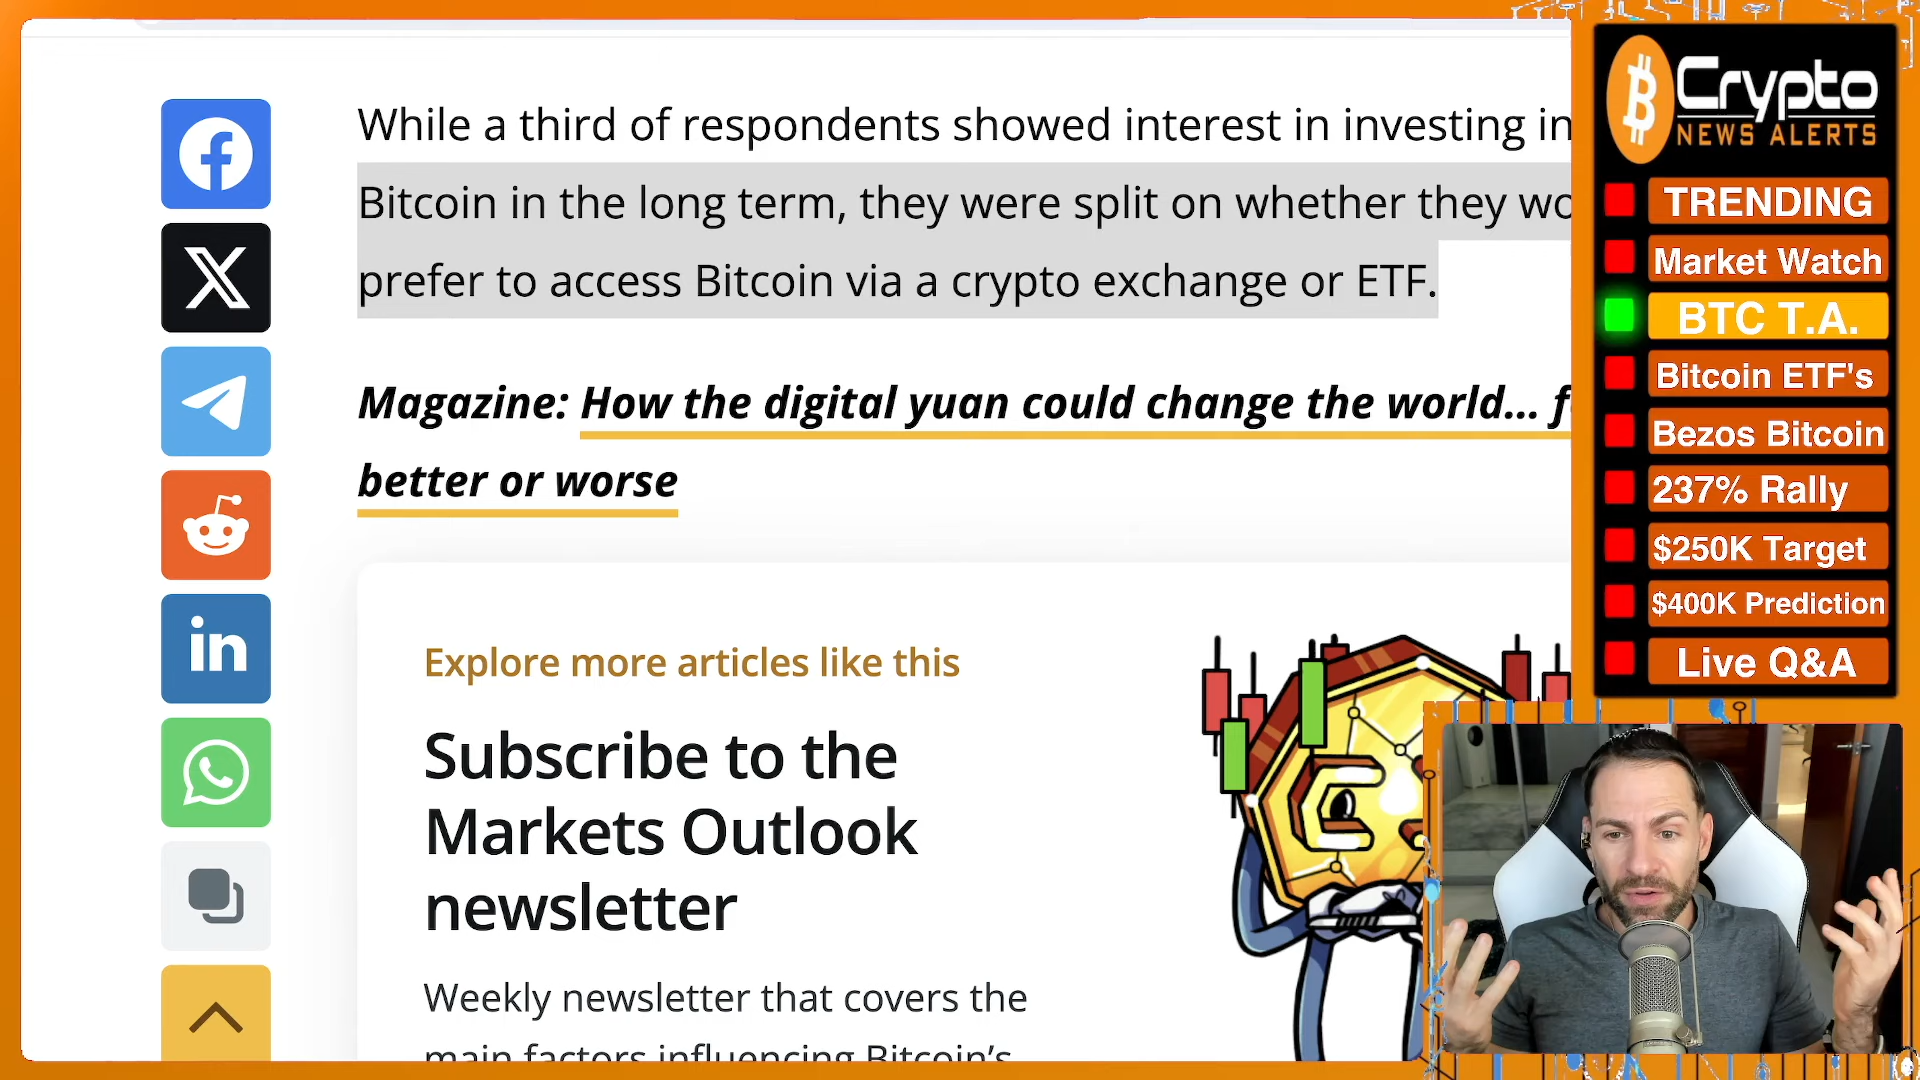 While a third of respondents showed interest in investing in
Bitcoin in the long term, they were split on whether they wo
prefer to access Bitcoin via a crypto exchange or ETF.
Magazine: How the digital yuan could change the world... f
better or worse
Explore more articles like this
Subscribe to the
Markets Outlook
newsletter
Weekly newsletter that covers the
main factors influencing Bitcoin's
Crypto
NEWS ALERTS
TRENDING
Market Watch
BTC T.A.
Bitcoin ETF's
Bezos Bitcoin
237% Rally
$250K Target
$400K Prediction
Live Q&A